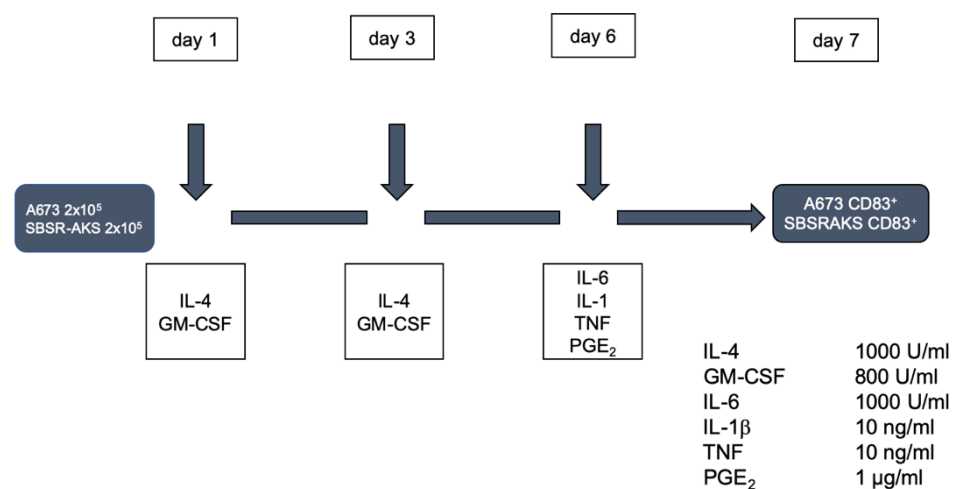 day 1
day 3
day 6
day 7
A673 2x10⁵
SBSR-AKS 2x10⁵
A673 CD83⁺
SBSRAKS CD83⁺
IL-4
GM-CSF
IL-4
GM-CSF
IL-6
IL-1
TNF
PGE₂
IL-4 1000 U/ml
GM-CSF 800 U/ml
IL-6 1000 U/ml
IL-1β 10 ng/ml
TNF 10 ng/ml
PGE₂ 1 µg/ml